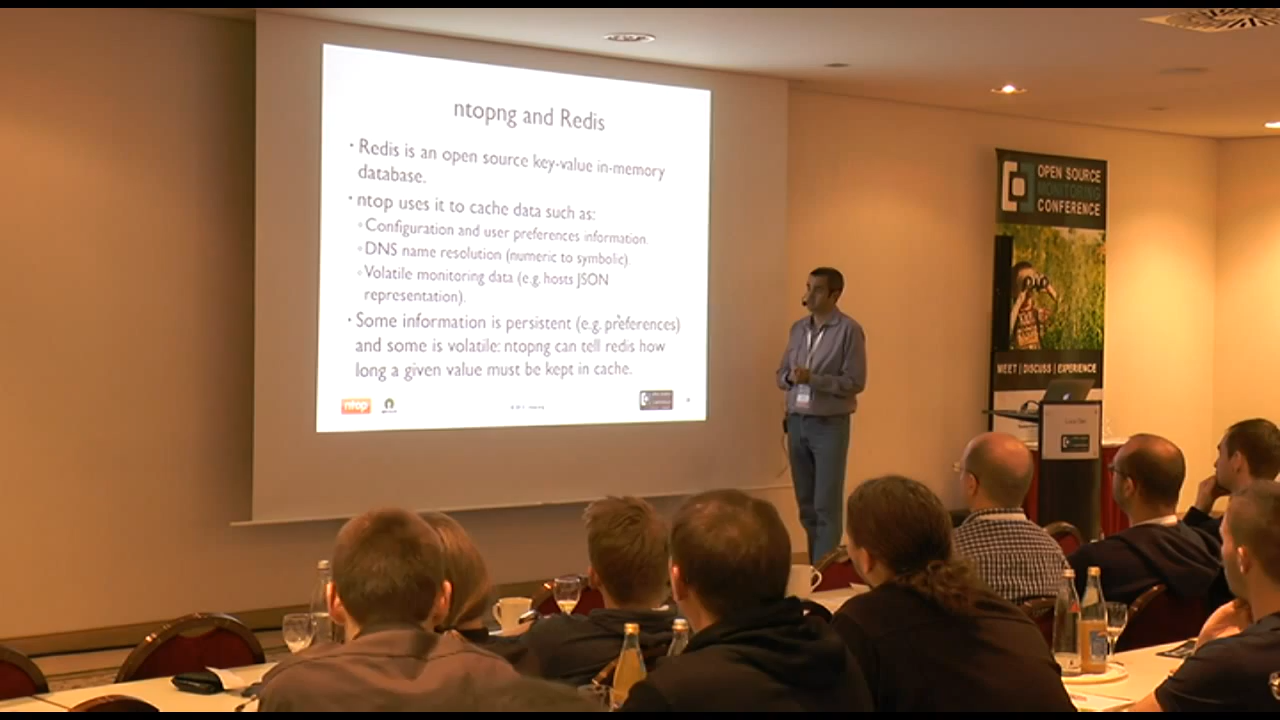 ntopng and Redis
• Redis is an open source key-value in-memory
database.
• ntop uses it to cache data such as:
◦ Configuration and user preferences information.
◦ DNS name resolution (numeric to symbolic)
◦ Volatile monitoring data (e.g. hosts JSON
representation).
• Some information is persistent (e.g. preferences)
and some is volatile: ntopng can tell redis how
long a given value must be kept in cache.
ntop
OPEN SOURCE
MONITORING
CONFERENCE
MEET | DISCUSS | EXPERIENCE